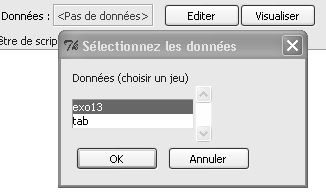 Données : <Pas de données> Editer Visualiser
être de scrip
Sélectionnez les données
Données (choisir un jeu)
exo13
tab
OK Annuler